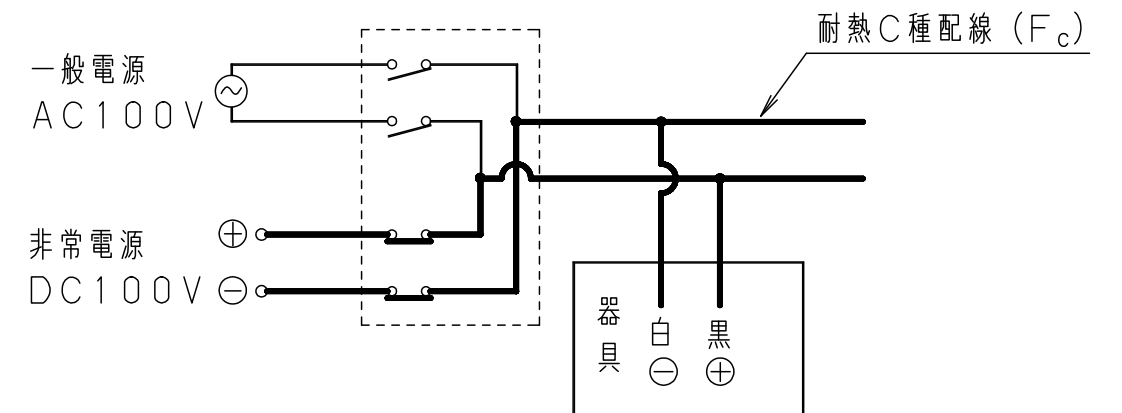 耐熱C種配線(Fc)
一般電源
AC100V
非常電源
DC100V
⊕
⊖
器具
白
⊖
黒
⊕